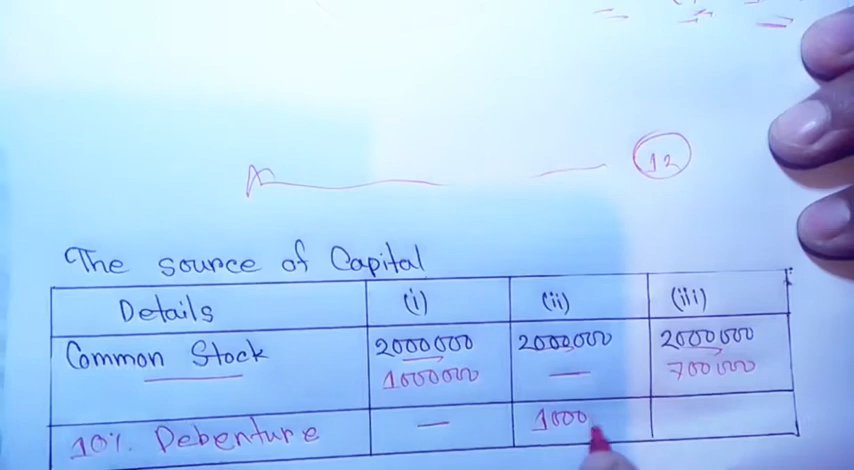 12
The source of Capital
Details (i) (ii) (iii)
Common Stock 2000000 2000000 2000000
1000000 — 700000
10% Debenture — 1000